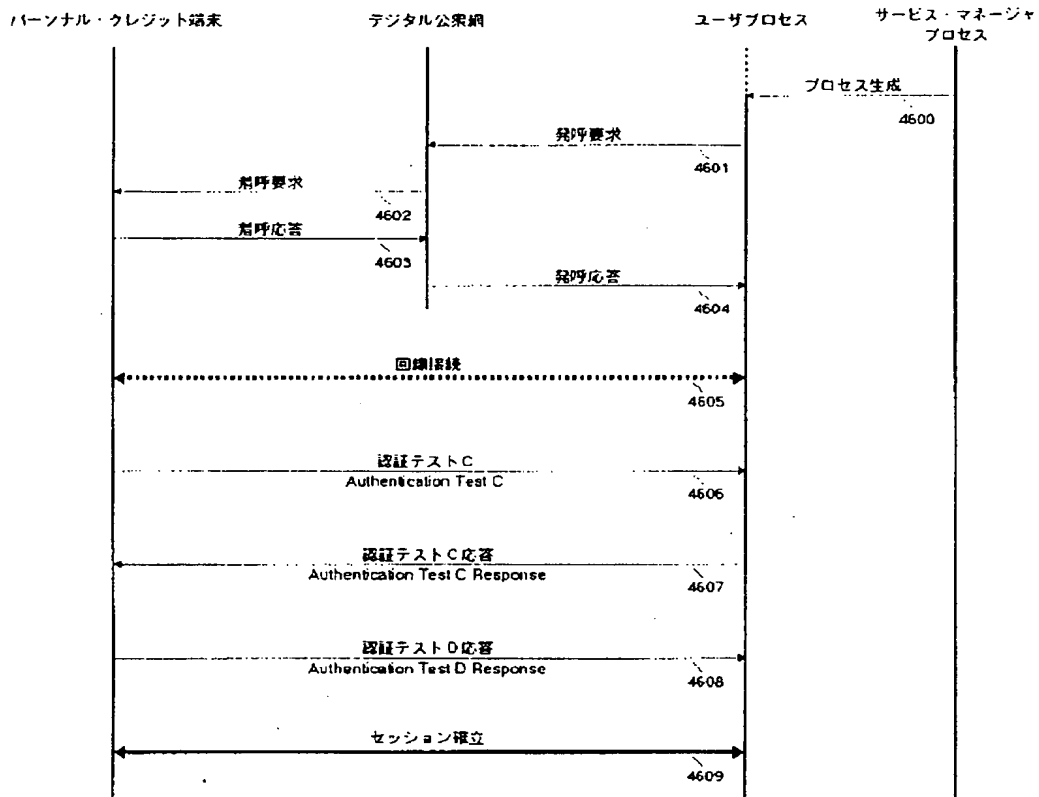 パーソナル・クレジット端末
デジタル公衆網
ユーザプロセス
サービス・マネージャ
プロセス
プロセス生成
4600
発呼要求
4601
着呼要求
4602
着呼応答
4603
発呼応答
4604
回線接続
4605
認証テストC
Authentication Test C
4606
認証テストC応答
Authentication Test C Response
4607
認証テストD応答
Authentication Test D Response
4608
セッション確立
4609